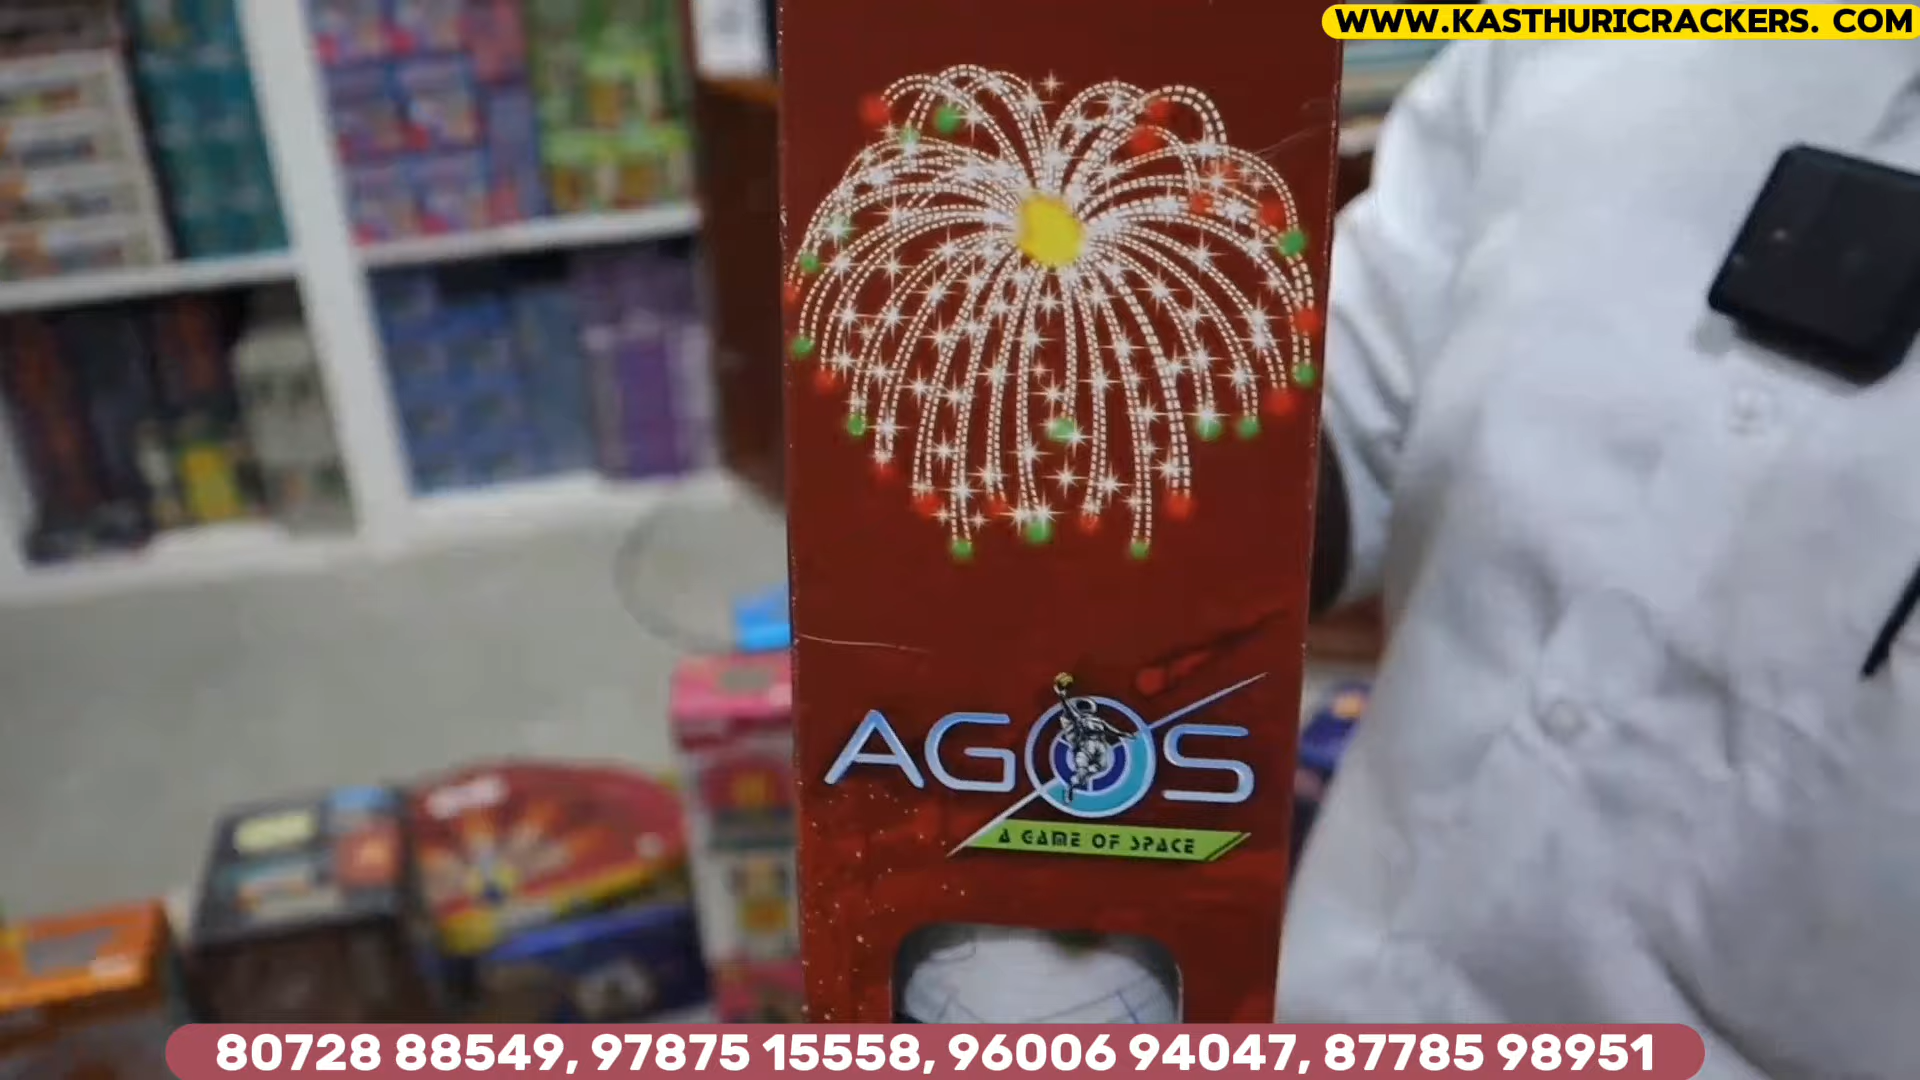 WWW.KASTHURICRACKERS. COM
AGOS
A GAME OF SPACE
80728 88549, 97875 15558, 96006 94047, 87785 98951